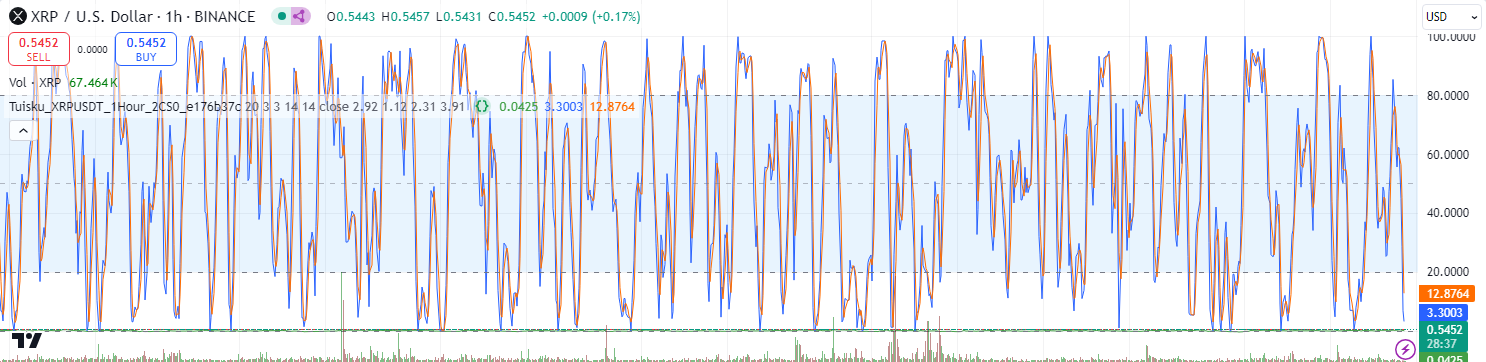 XRP / U.S. Dollar · 1h · BINANCE O0.5443 H0.5457 L0.5431 C0.5452 +0.0009 (+0.17%)
USD
0.5452 0.0000 0.5452
SELL BUY
Vol · XRP 67.464K
Tuisku_XRPUSDT_1Hour_2CS0_e176b37c 20 3 3 14 14 close 2.92 1.12 2.31 3.91 {} 0.0425 3.3003 12.8764
100.0000
80.0000
60.0000
40.0000
20.0000
12.8764
3.3003
0.5452
28:37
0.0425